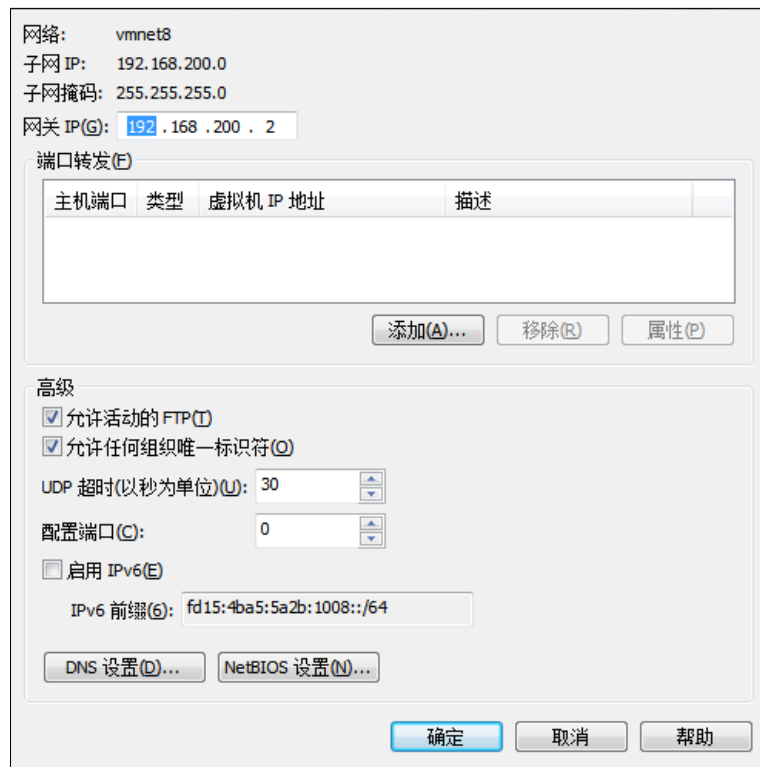 网络: vmnet8
子网 IP: 192.168.200.0
子网掩码: 255.255.255.0
网关 IP(G): 192 . 168 . 200 . 2
端口转发(F)
主机端口 类型 虚拟机 IP 地址 描述
添加(A)... 移除(R) 属性(P)
高级
允许活动的 FTP(T)
允许任何组织唯一标识符(O)
UDP 超时(以秒为单位)(U): 30
配置端口(C): 0
启用 IPv6(E)
IPv6 前缀(6): fd15:4ba5:5a2b:1008::/64
DNS 设置(D)... NetBIOS 设置(N)...
确定 取消 帮助